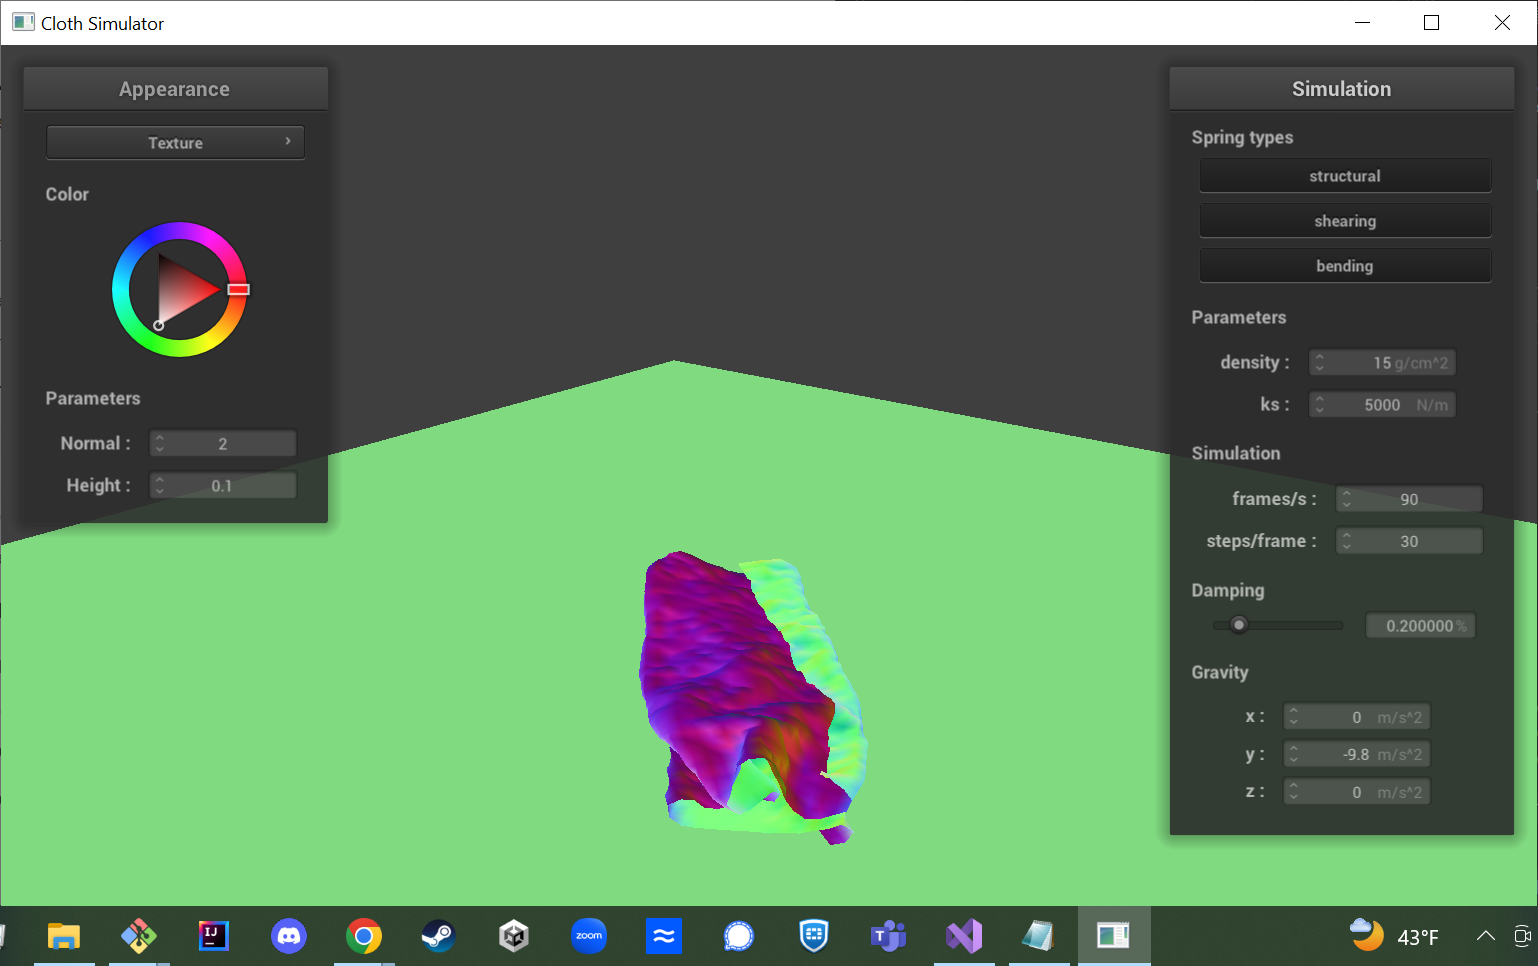 Cloth Simulator
Appearance
Texture
Color
Parameters
Normal : 2
Height : 0.1
Simulation
Spring types
structural
shearing
bending
Parameters
density : 15 g/cm^2
ks : 5000 N/m
Simulation
frames/s : 90
steps/frame : 30
Damping
0.200000 %
Gravity
x : 0 m/s^2
y : -9.8 m/s^2
z : 0 m/s^2
IJ
zoom
T
43°F